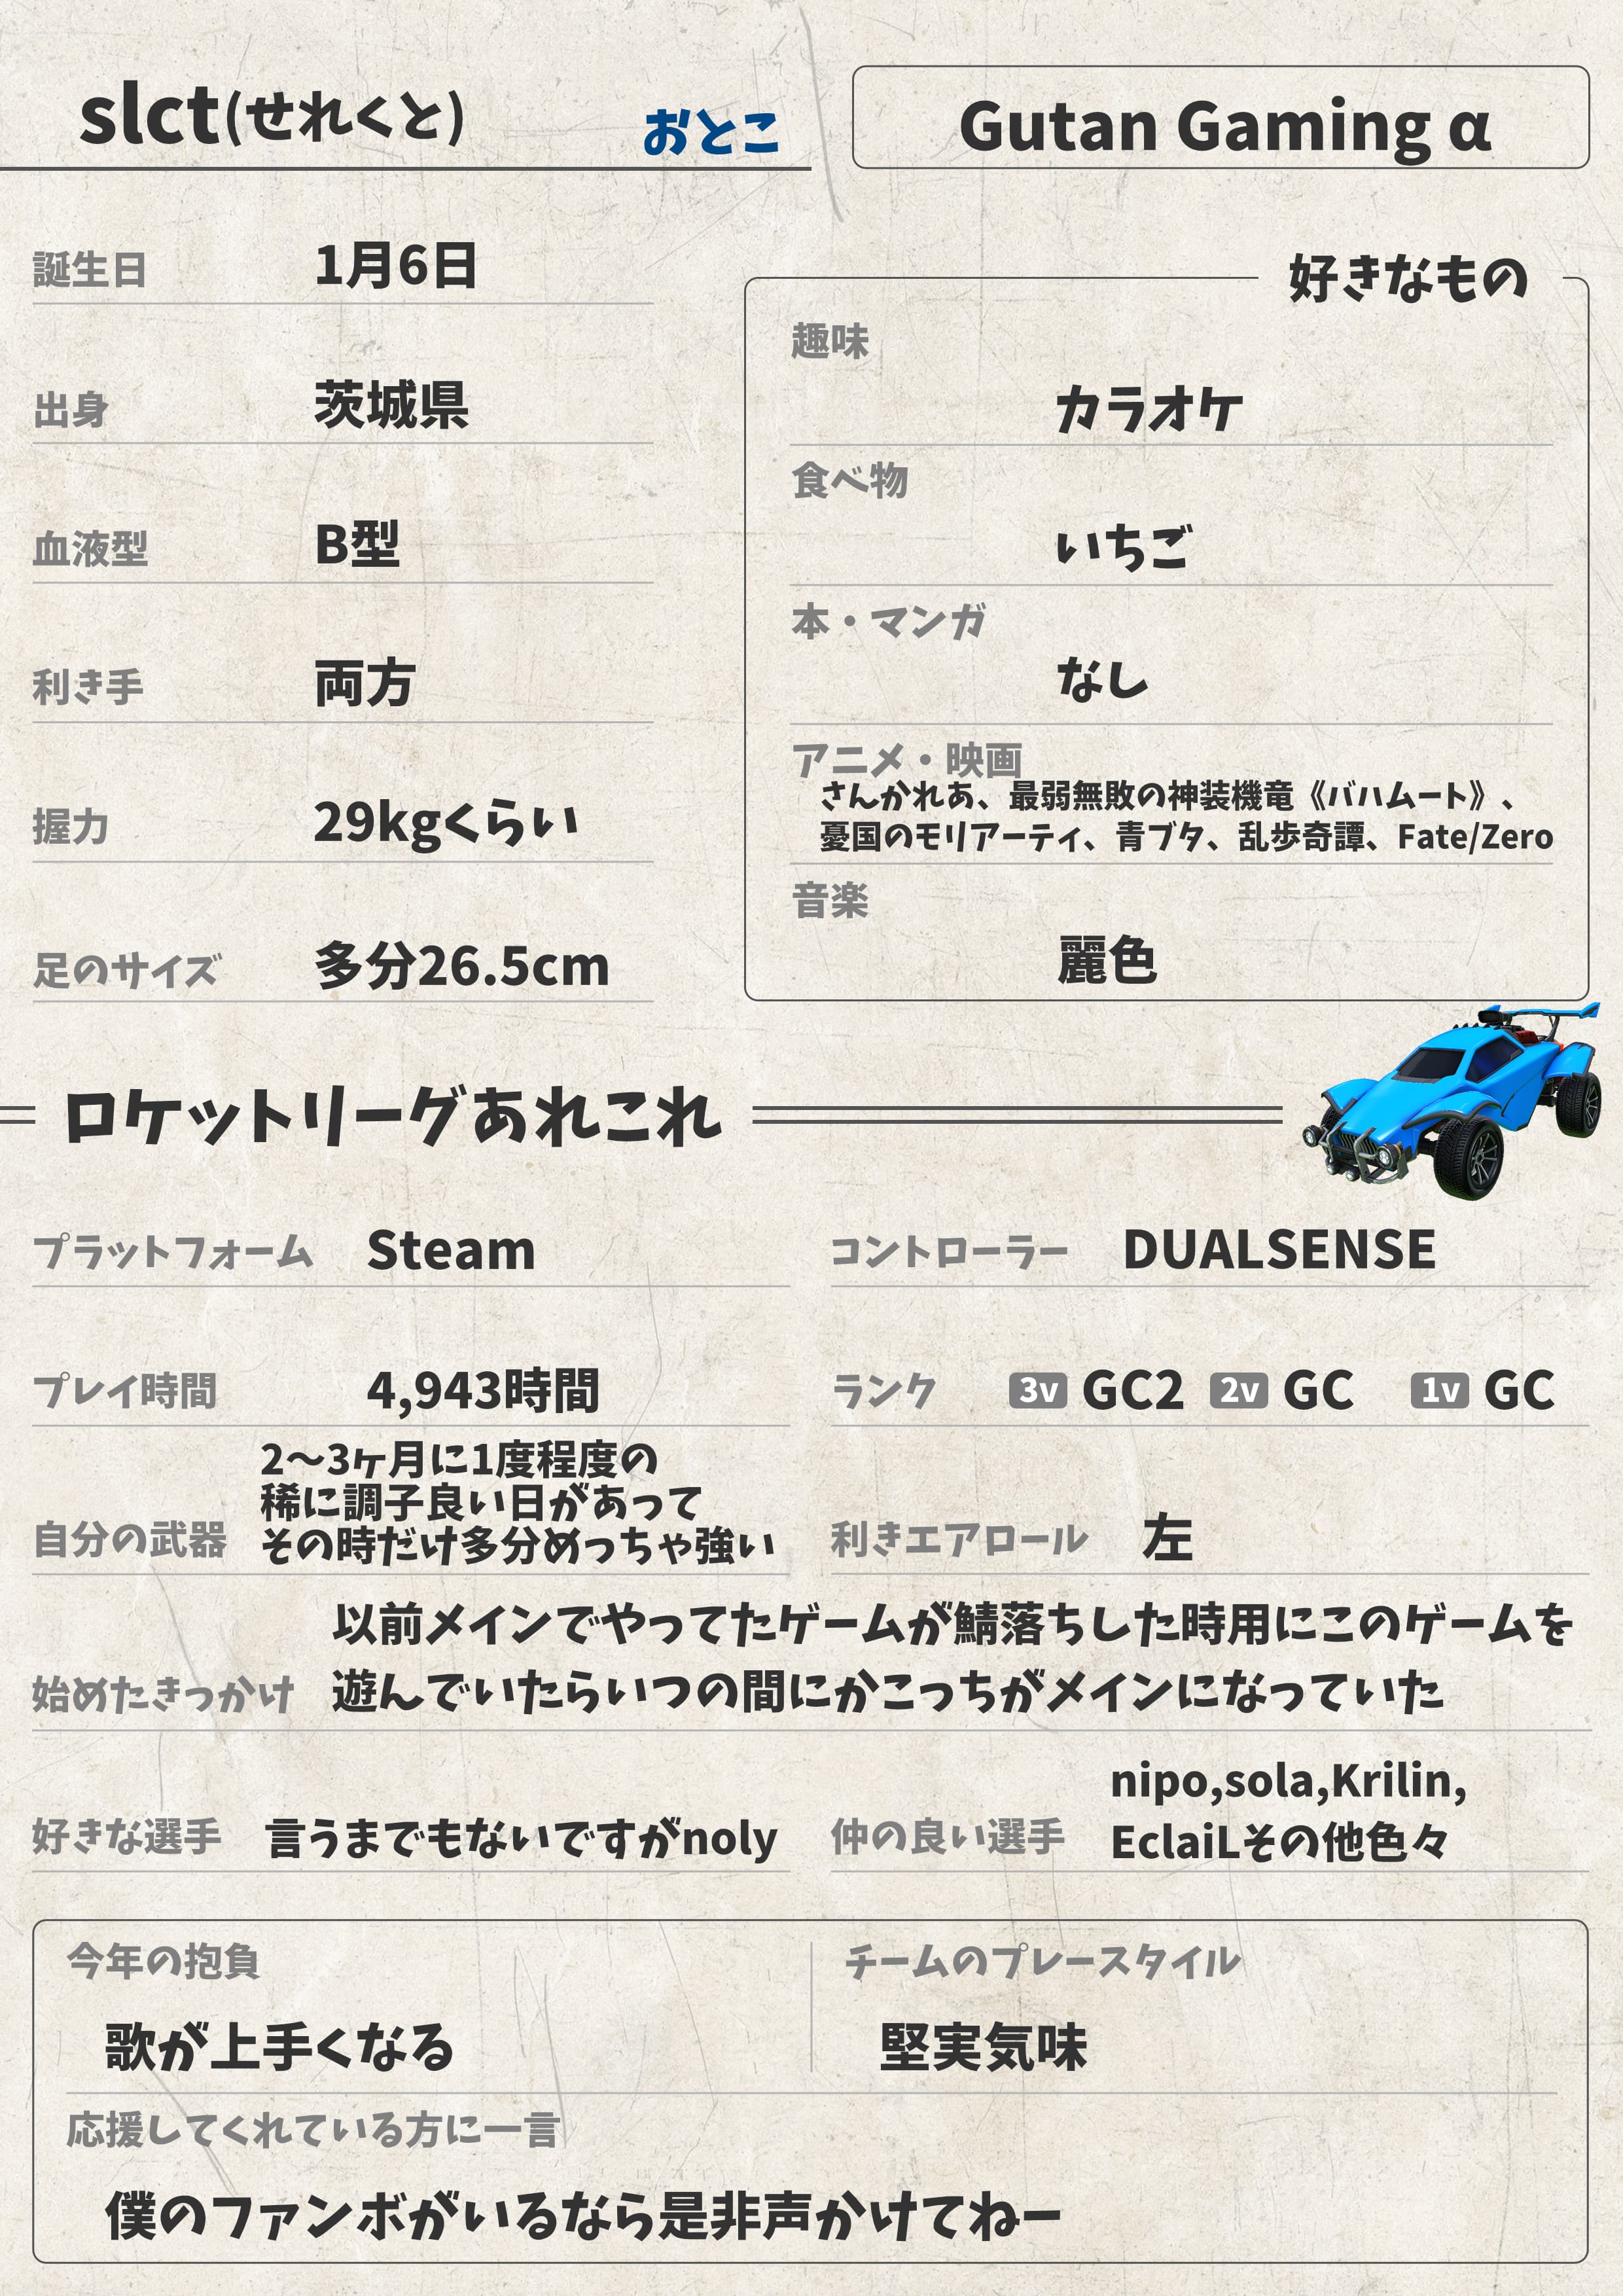 slct(せれくと)
おとこ
Gutan Gaming α
誕生日 1月6日
出身 茨城県
血液型 B型
利き手 両方
握力 29kgくらい
足のサイズ 多分26.5cm
好きなもの
趣味
カラオケ
食べ物
いちご
本・マンガ
なし
アニメ・映画
さんかれあ、最弱無敗の神装機竜《バハムート》、
憂国のモリアーティ、青ブタ、乱歩奇譚、Fate/Zero
音楽
麗色
ロケットリーグあれこれ
プラットフォーム Steam
コントローラー DUALSENSE
プレイ時間 4,943時間
ランク 3v GC2 2v GC 1v GC
自分の武器
2〜3ヶ月に1度程度の
稀に調子良い日があって
その時だけ多分めっちゃ強い
利きエアロール 左
始めたきっかけ
以前メインでやってたゲームが鯖落ちした時用にこのゲームを
遊んでいたらいつの間にかこっちがメインになっていた
好きな選手 言うまでもないですがnoly
仲の良い選手
nipo,sola,Krilin,
EclaiLその他色々
今年の抱負
歌が上手くなる
チームのプレースタイル
堅実気味
応援してくれている方に一言
僕のファンボがいるなら是非声かけてねー